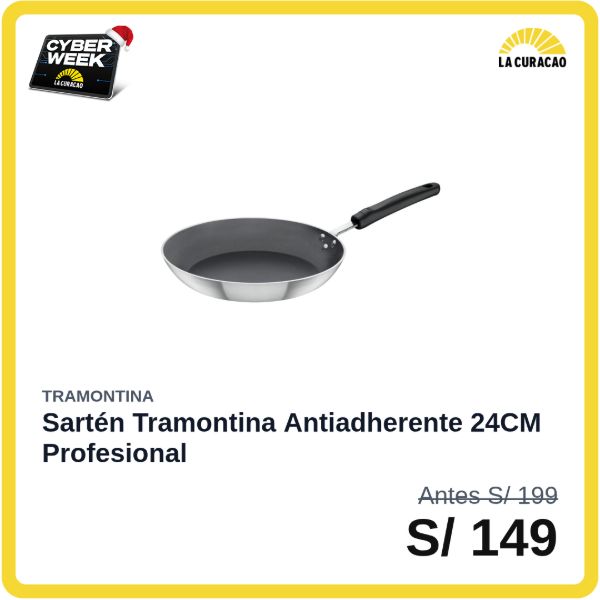 CYBER
WEEK
LA CURACAO
LA CURACAO
TRAMONTINA
Sartén Tramontina Antiadherente 24CM
Profesional
Antes S/ 199
S/ 149